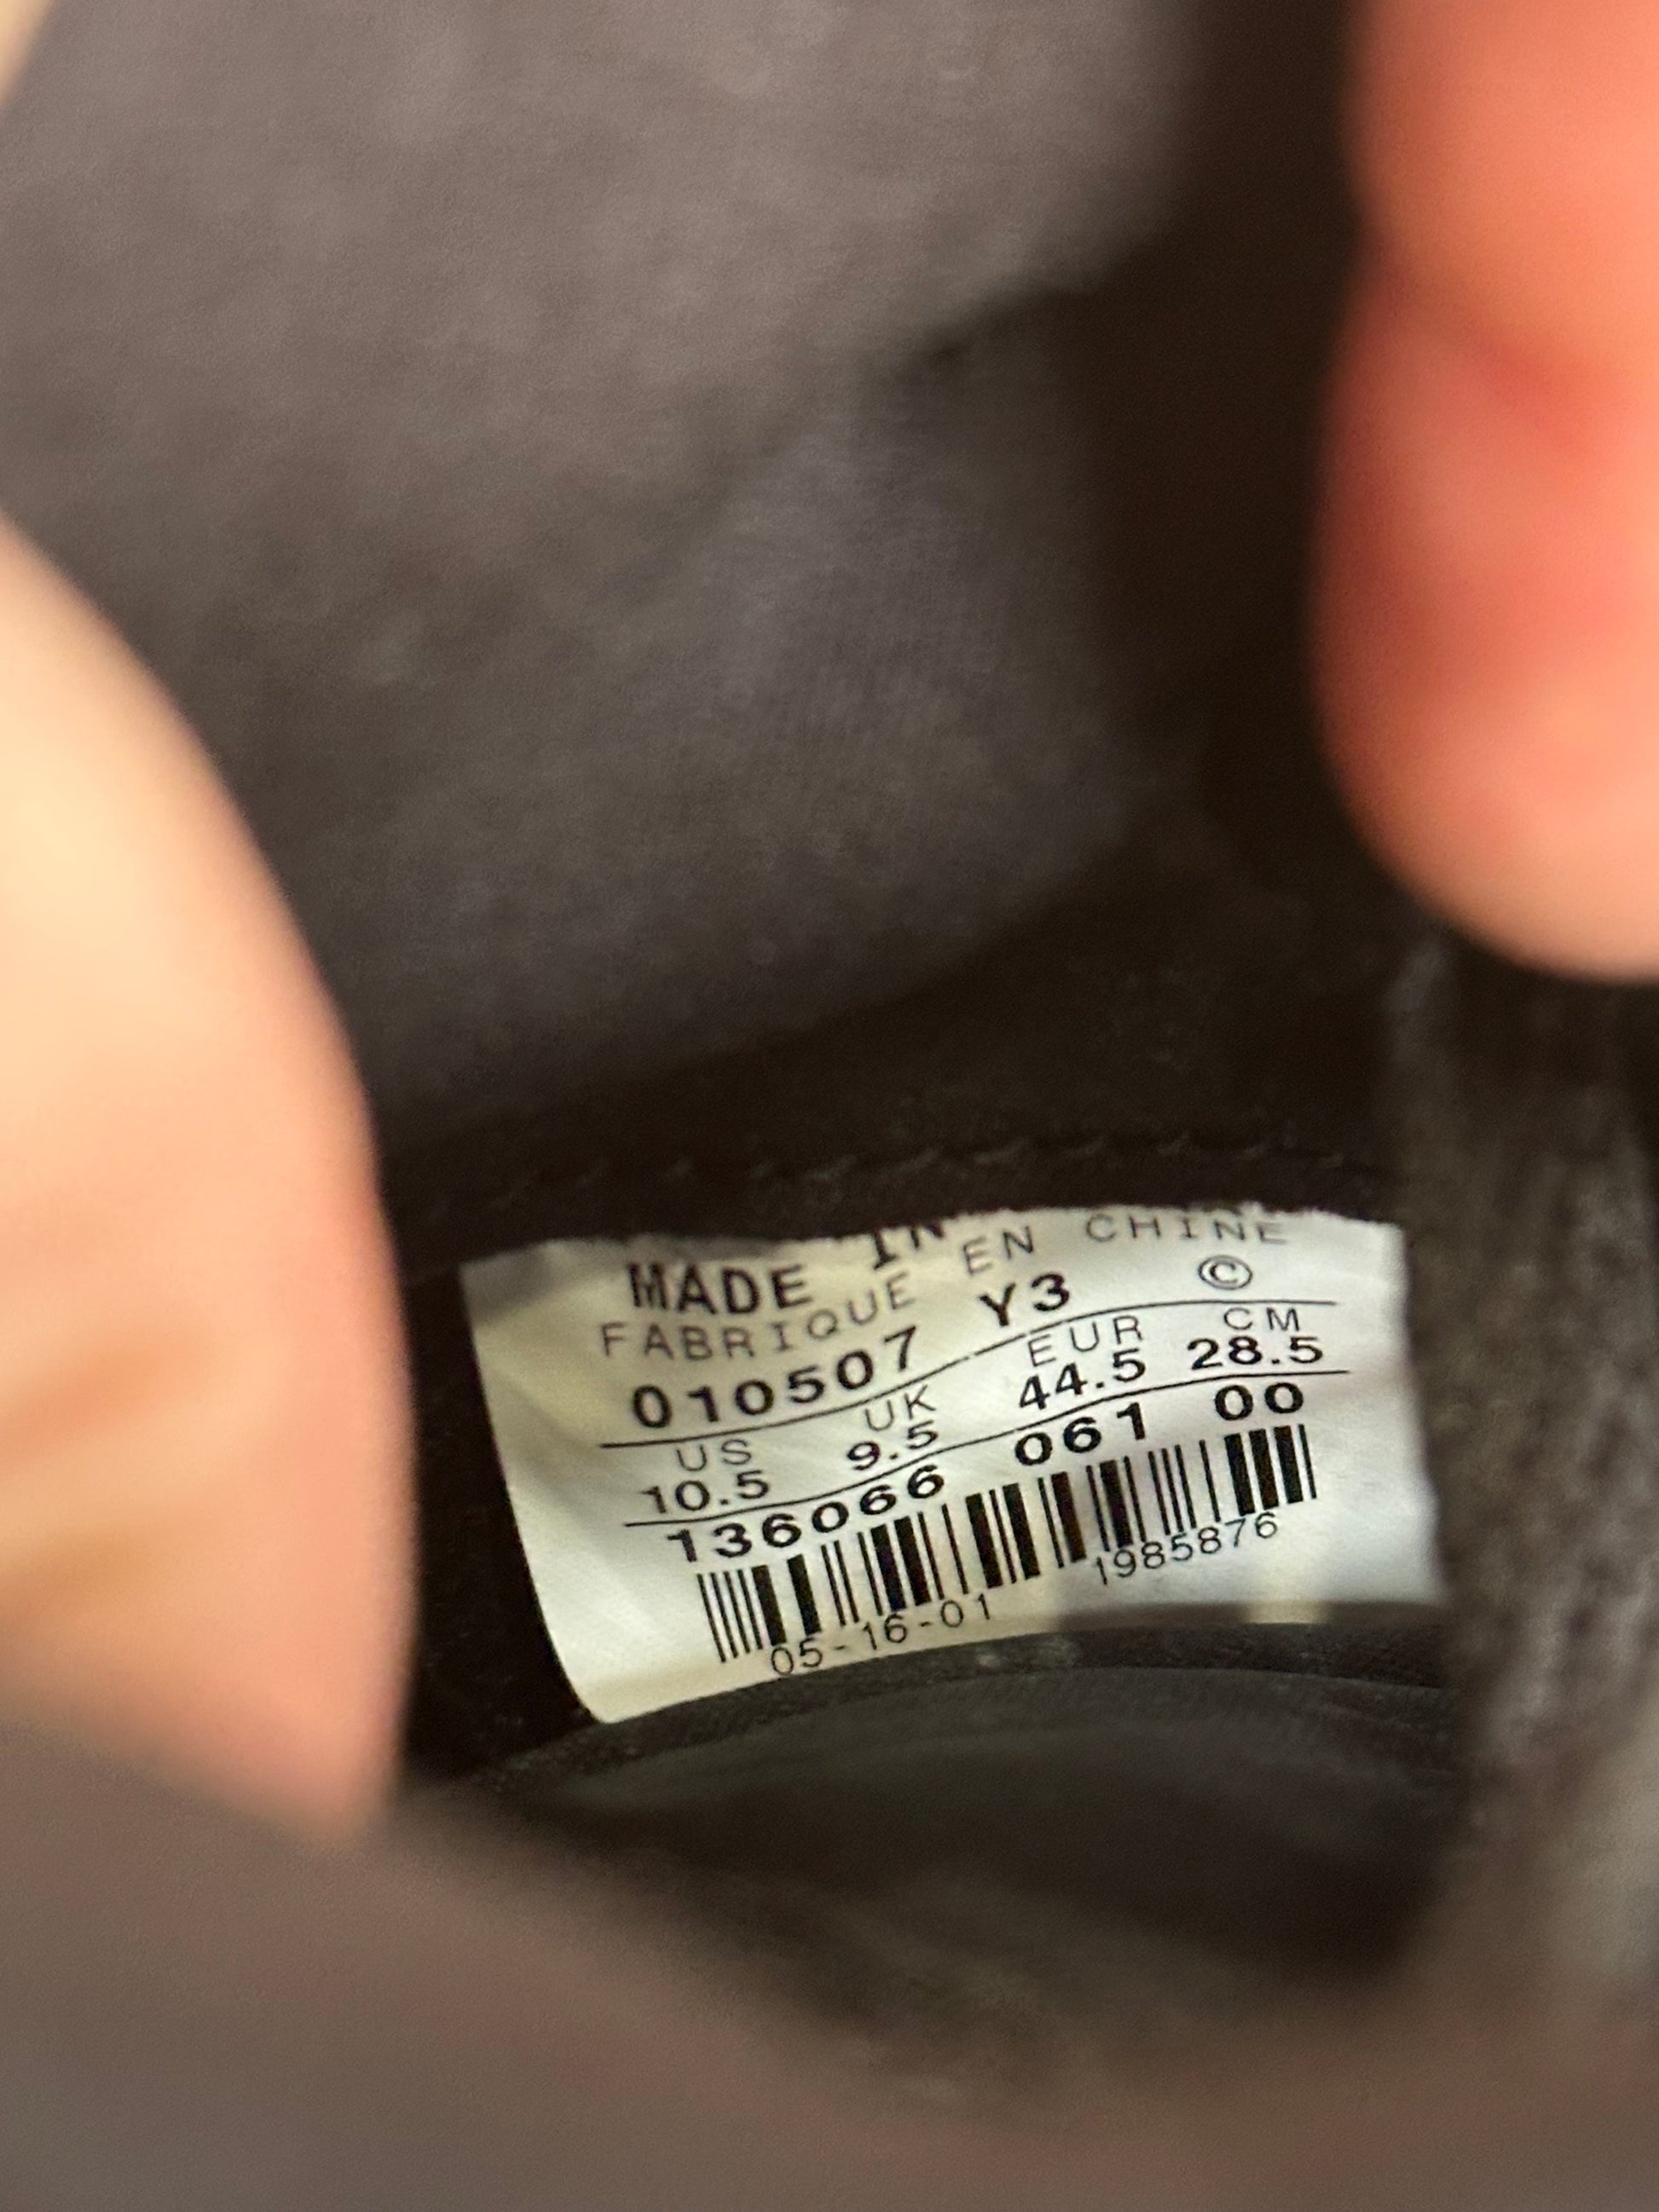 MADE IN
FABRIQUE EN CHINE
010507 Y3 ©
US UK EUR CM
10.5 9.5 44.5 28.5
136066 061 00
05-16-01 1985876